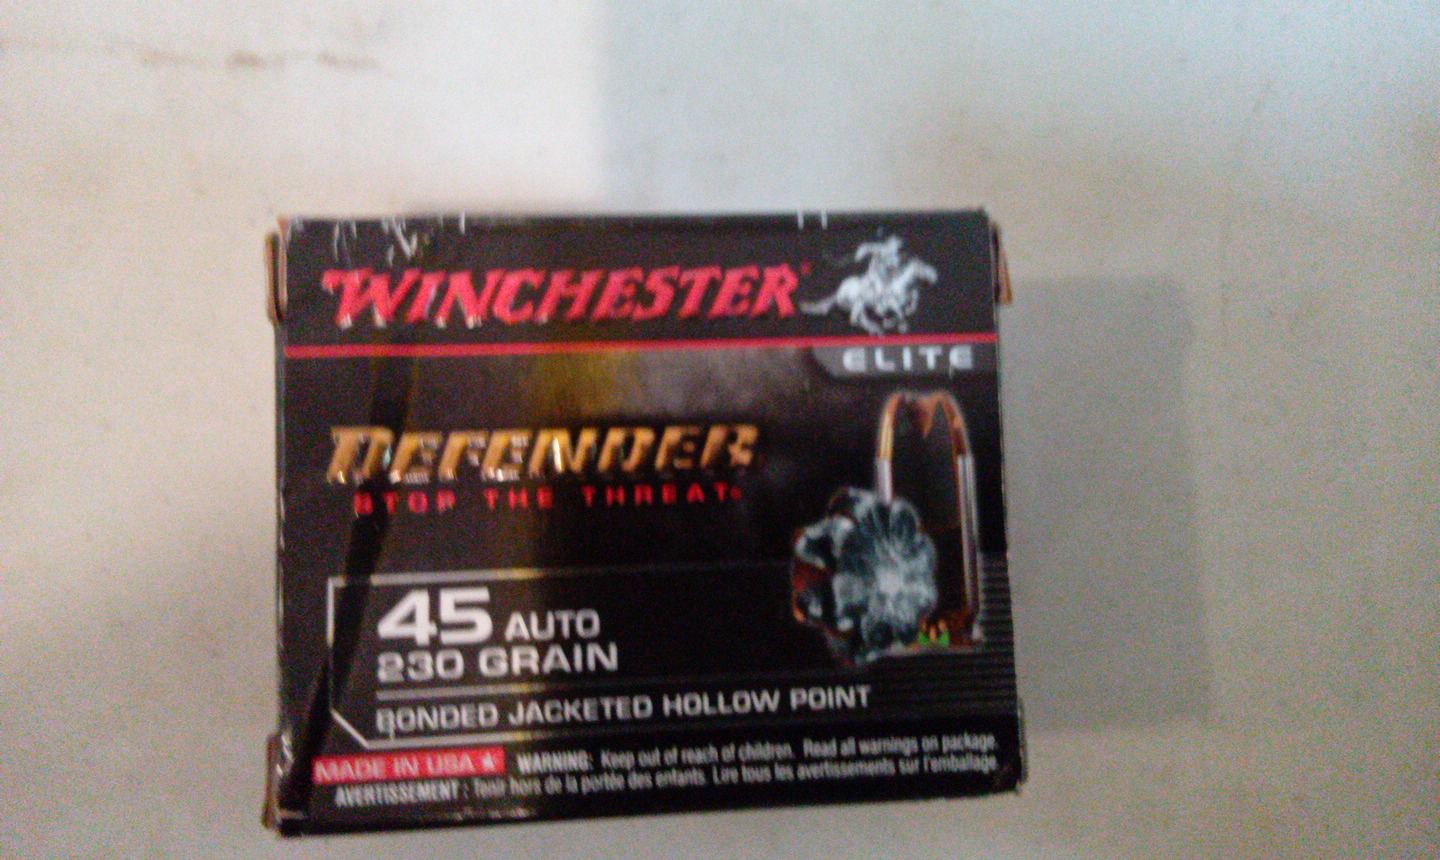 WINCHESTER
ELITE
DEFENDER
STOP THE THREAT
45 AUTO
230 GRAIN
BONDED JACKETED HOLLOW POINT
MADE IN USA ★ WARNING: Keep out of reach of children. Read all warnings on package.
AVERTISSEMENT : Tenir hors de la portée des enfants. Lire tous les avertissements sur l'emballage.